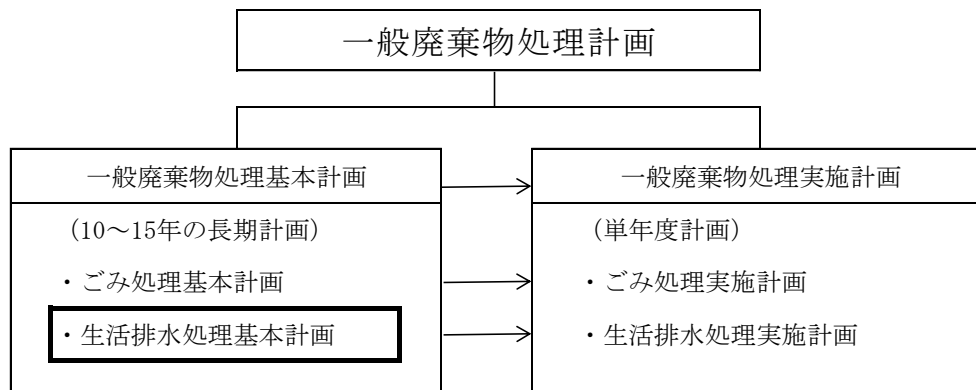 一般廃棄物処理計画
一般廃棄物処理基本計画
(10～15年の長期計画)
・ごみ処理基本計画
・生活排水処理基本計画
一般廃棄物処理実施計画
(単年度計画)
・ごみ処理実施計画
・生活排水処理実施計画